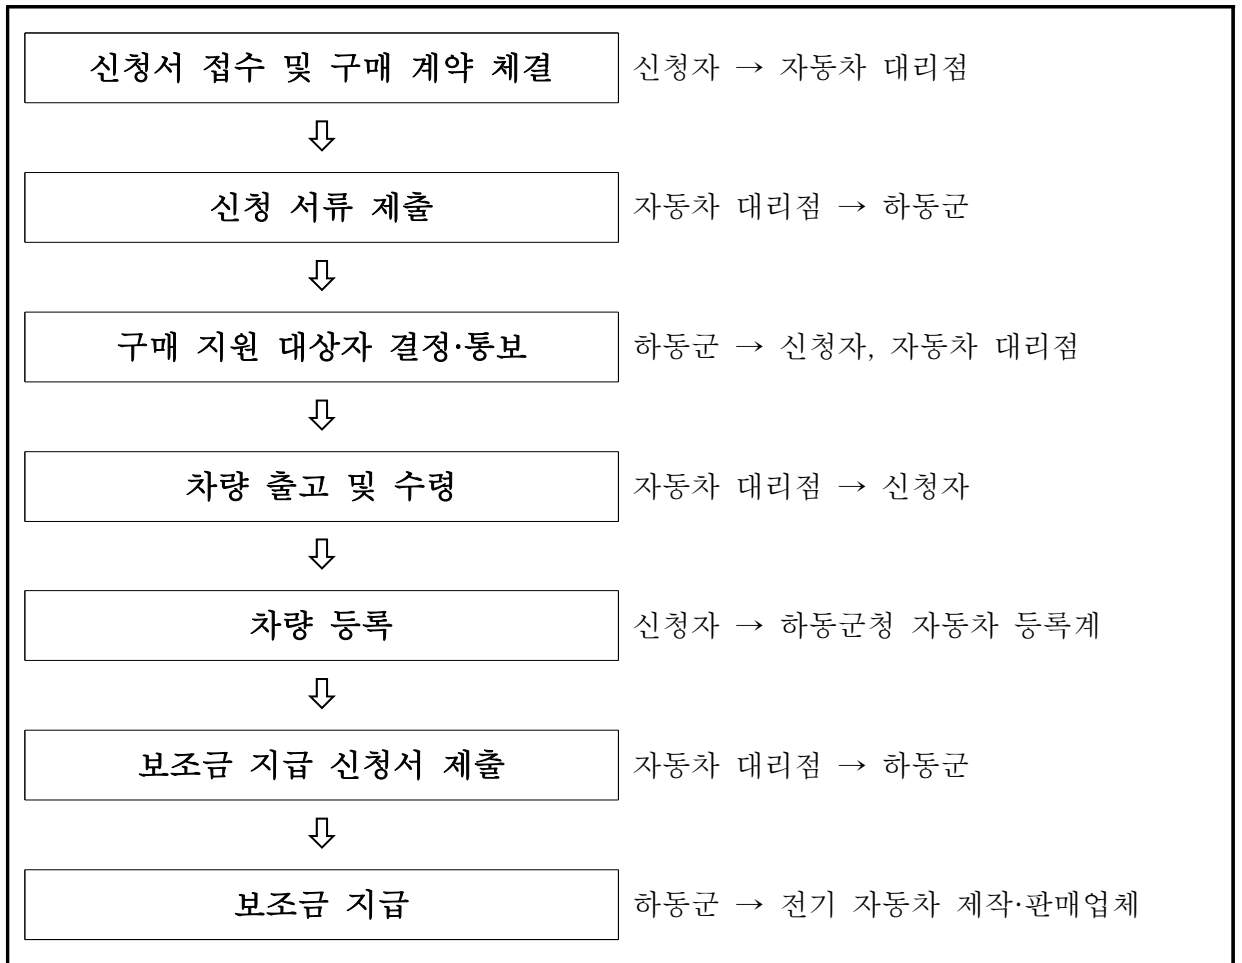 신청서 접수 및 구매 계약 체결 신청자 → 자동차 대리점
⇩
신청 서류 제출 자동차 대리점 → 하동군
⇩
구매 지원 대상자 결정·통보 하동군 → 신청자, 자동차 대리점
⇩
차량 출고 및 수령 자동차 대리점 → 신청자
⇩
차량 등록 신청자 → 하동군청 자동차 등록계
⇩
보조금 지급 신청서 제출 자동차 대리점 → 하동군
⇩
보조금 지급 하동군 → 전기 자동차 제작·판매업체